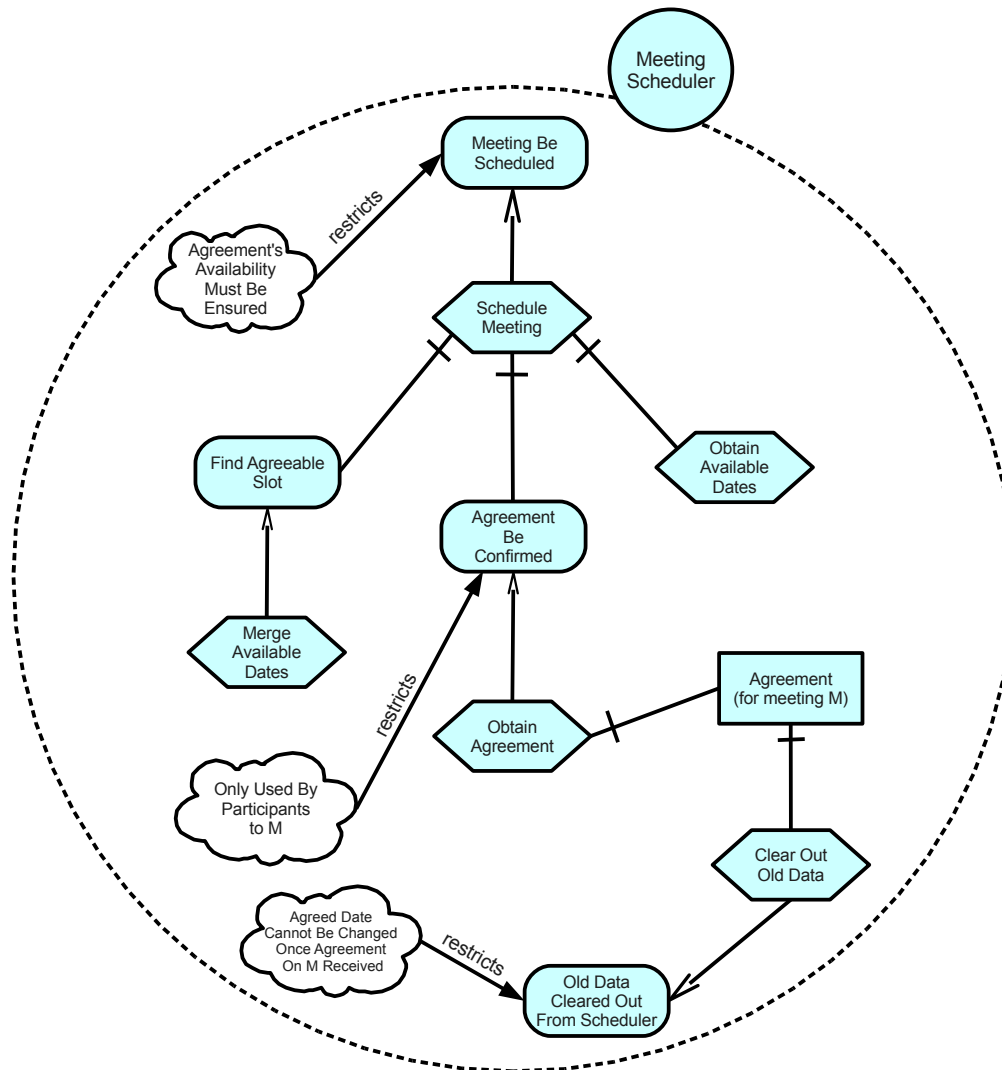 Meeting
Scheduler
Meeting Be
Scheduled
restricts
Agreement's
Availability
Must Be
Ensured
Schedule
Meeting
Find Agreeable
Slot
Obtain
Available
Dates
Agreement
Be
Confirmed
Merge
Available
Dates
restricts
Agreement
(for meeting M)
Obtain
Agreement
Only Used By
Participants
to M
Clear Out
Old Data
Agreed Date
Cannot Be Changed
Once Agreement
On M Received
restricts
Old Data
Cleared Out
From Scheduler